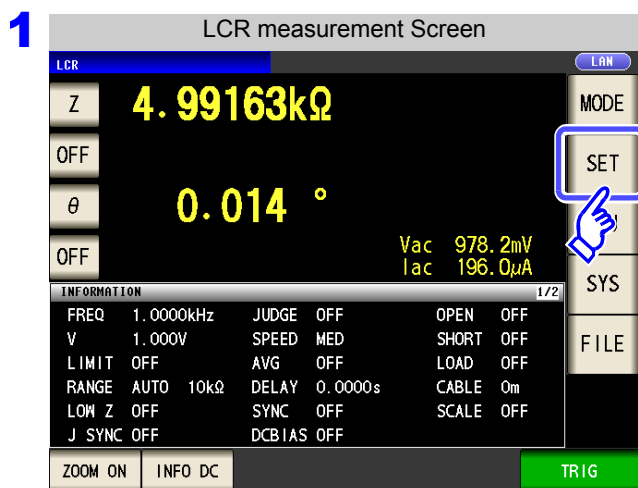 1
LCR measurement Screen
LCR
LAN
Z 4.99163kΩ
MODE
OFF
SET
θ 0.014 °
OFF
Vac 978.2mV
Iac 196.0μA
SYS
INFORMATION 1/2
FREQ 1.0000kHz JUDGE OFF OPEN OFF
V 1.000V SPEED MED SHORT OFF
FILE
LIMIT OFF AVG OFF LOAD OFF
RANGE AUTO 10kΩ DELAY 0.0000s CABLE 0m
LOW Z OFF SYNC OFF SCALE OFF
J SYNC OFF DCBIAS OFF
ZOOM ON INFO DC TRIG